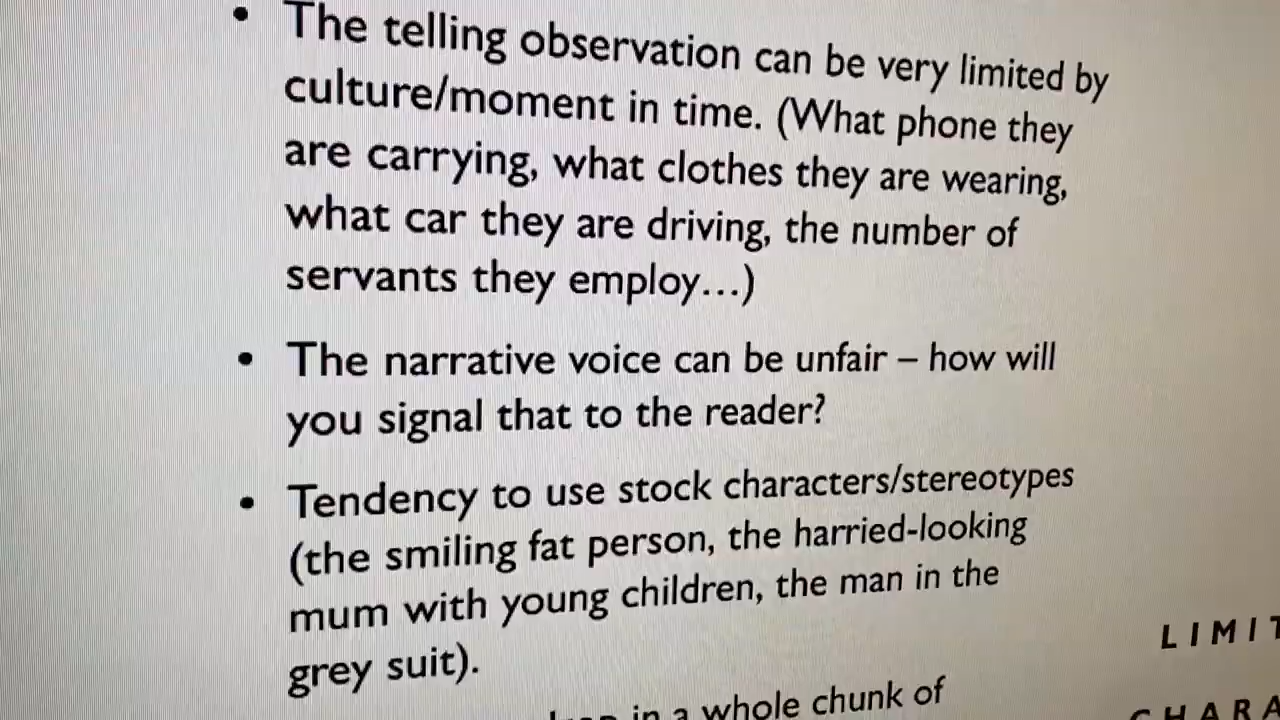 • The telling observation can be very limited by
culture/moment in time. (What phone they
are carrying, what clothes they are wearing,
what car they are driving, the number of
servants they employ…)
• The narrative voice can be unfair – how will
you signal that to the reader?
• Tendency to use stock characters/stereotypes
(the smiling fat person, the harried-looking
mum with young children, the man in the
grey suit).
in a whole chunk of
LIMIT
CHARA